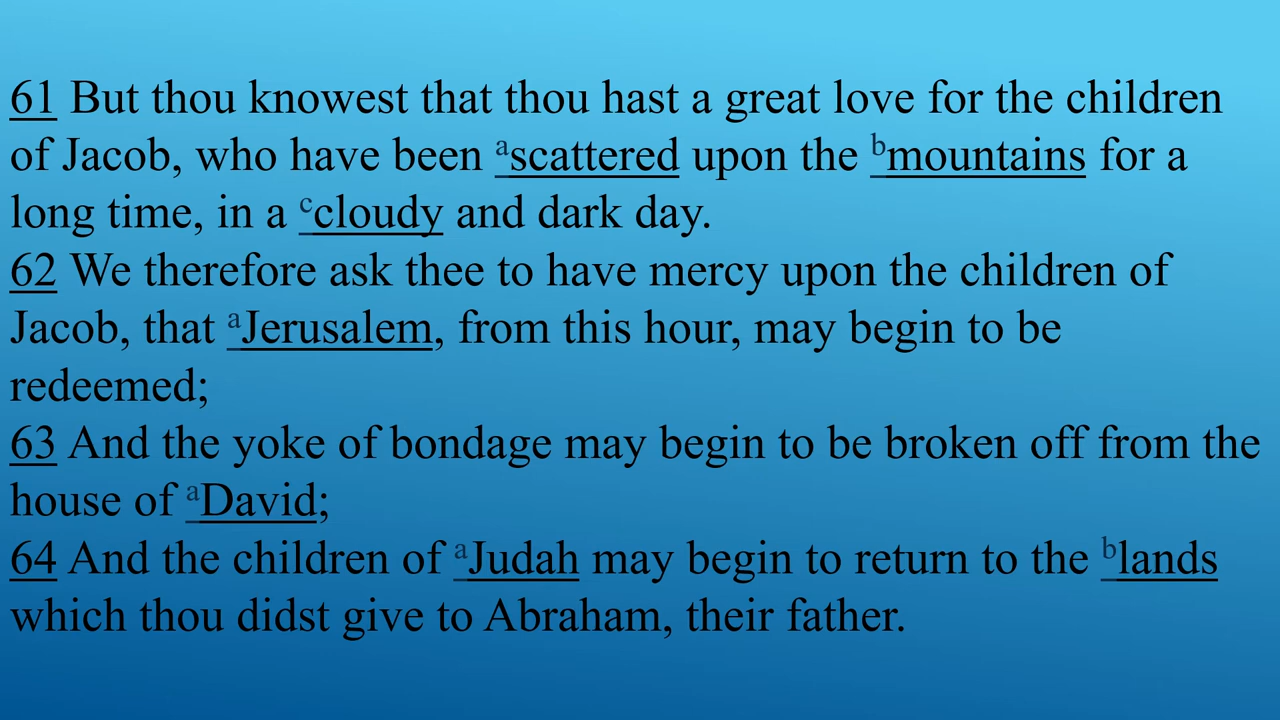 61 But thou knowest that thou hast a great love for the children
of Jacob, who have been ascattered upon the bmountains for a
long time, in a ccloudy and dark day.
62 We therefore ask thee to have mercy upon the children of
Jacob, that aJerusalem, from this hour, may begin to be
redeemed;
63 And the yoke of bondage may begin to be broken off from the
house of aDavid;
64 And the children of aJudah may begin to return to the blands
which thou didst give to Abraham, their father.